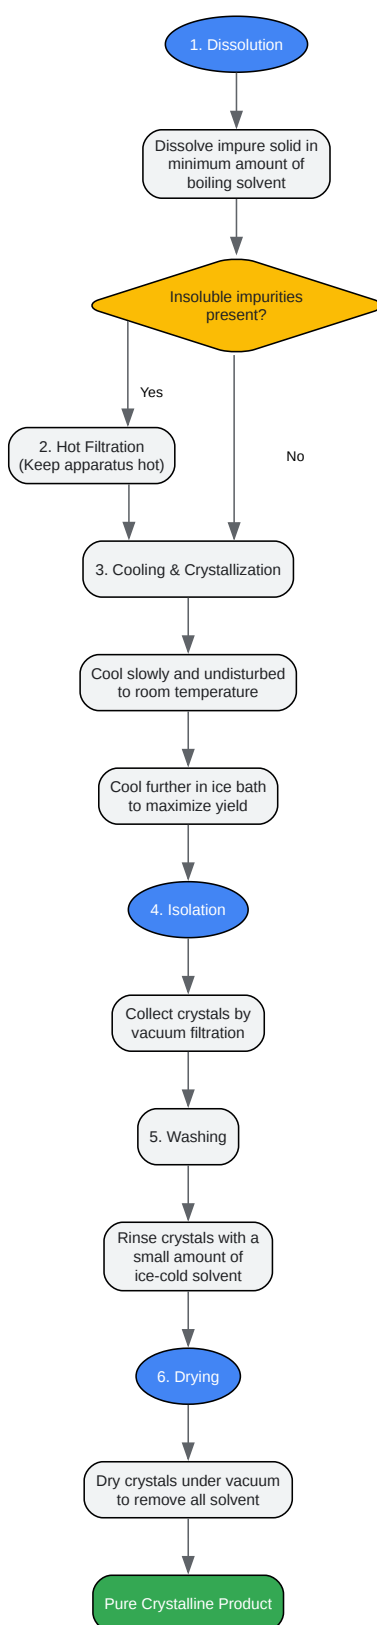 1. Dissolution
Dissolve impure solid in
minimum amount of
boiling solvent
Insoluble impurities
present?
Yes
2. Hot Filtration
(Keep apparatus hot)
No
3. Cooling & Crystallization
Cool slowly and undisturbed
to room temperature
Cool further in ice bath
to maximize yield
4. Isolation
Collect crystals by
vacuum filtration
5. Washing
Rinse crystals with a
small amount of
ice-cold solvent
6. Drying
Dry crystals under vacuum
to remove all solvent
Pure Crystalline Product